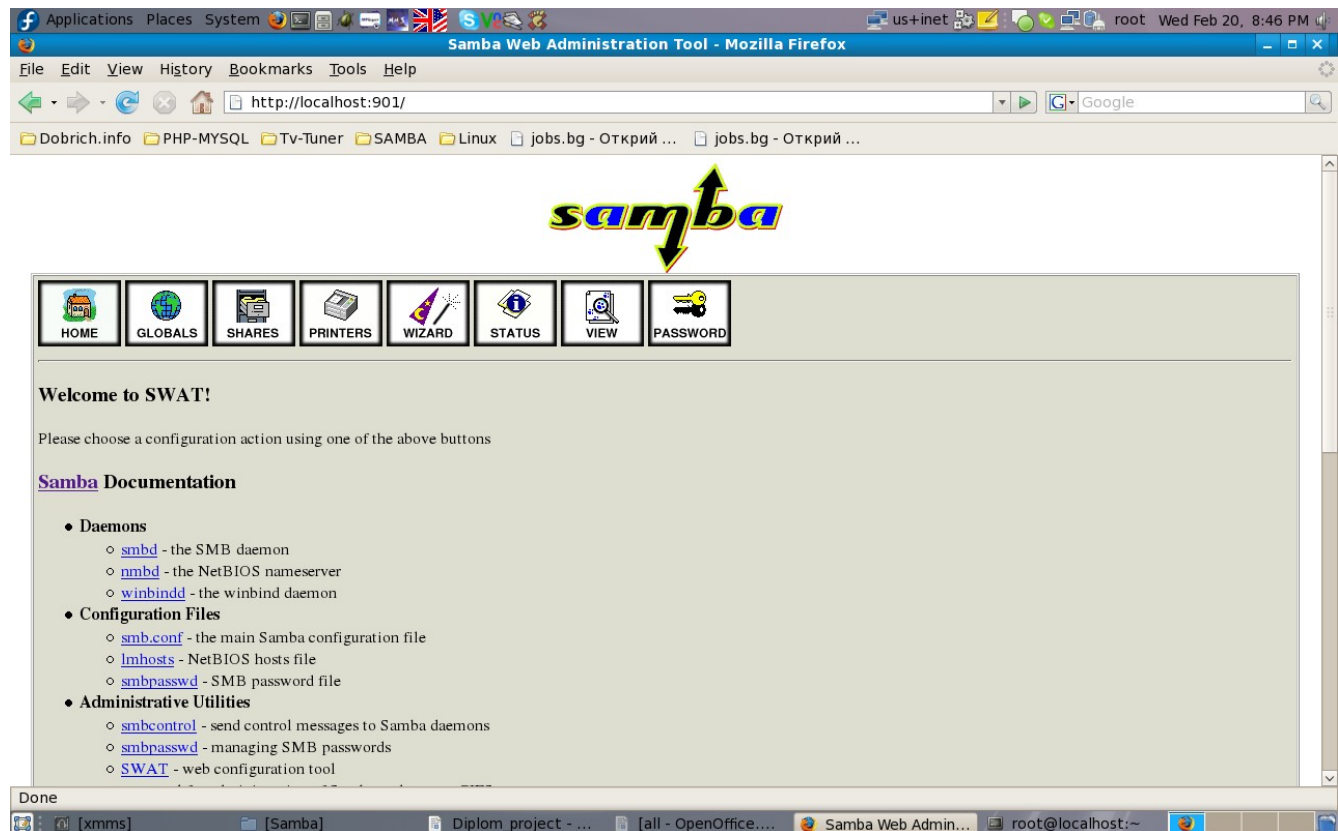 Applications Places System us+inet root Wed Feb 20, 8:46 PM
Samba Web Administration Tool - Mozilla Firefox
File Edit View History Bookmarks Tools Help
http://localhost:901/ Google
Dobrich.info PHP-MYSQL Tv-Tuner SAMBA Linux jobs.bg - Открий ... jobs.bg - Открий ...
samba
HOME GLOBALS SHARES PRINTERS WIZARD STATUS VIEW PASSWORD
Welcome to SWAT!
Please choose a configuration action using one of the above buttons
Samba Documentation
Daemons
smbd - the SMB daemon
nmbd - the NetBIOS nameserver
winbindd - the winbind daemon
Configuration Files
smb.conf - the main Samba configuration file
lmhosts - NetBIOS hosts file
smbpasswd - SMB password file
Administrative Utilities
smbcontrol - send control messages to Samba daemons
smbpasswd - managing SMB passwords
SWAT - web configuration tool
Done
[xmms] [Samba] Diplom project - ... [all - OpenOffice.... Samba Web Admin... root@localhost:~